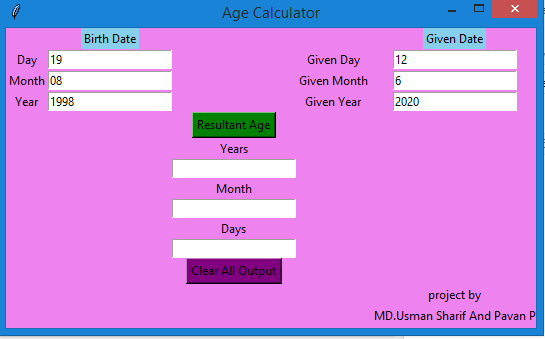 Age Calculator
Birth Date Given Date
Day 19 Given Day 12
Month 08 Given Month 6
Year 1998 Given Year 2020
Resultant Age
Years
Month
Days
Clear All Output
project by
MD.Usman Sharif And Pavan P